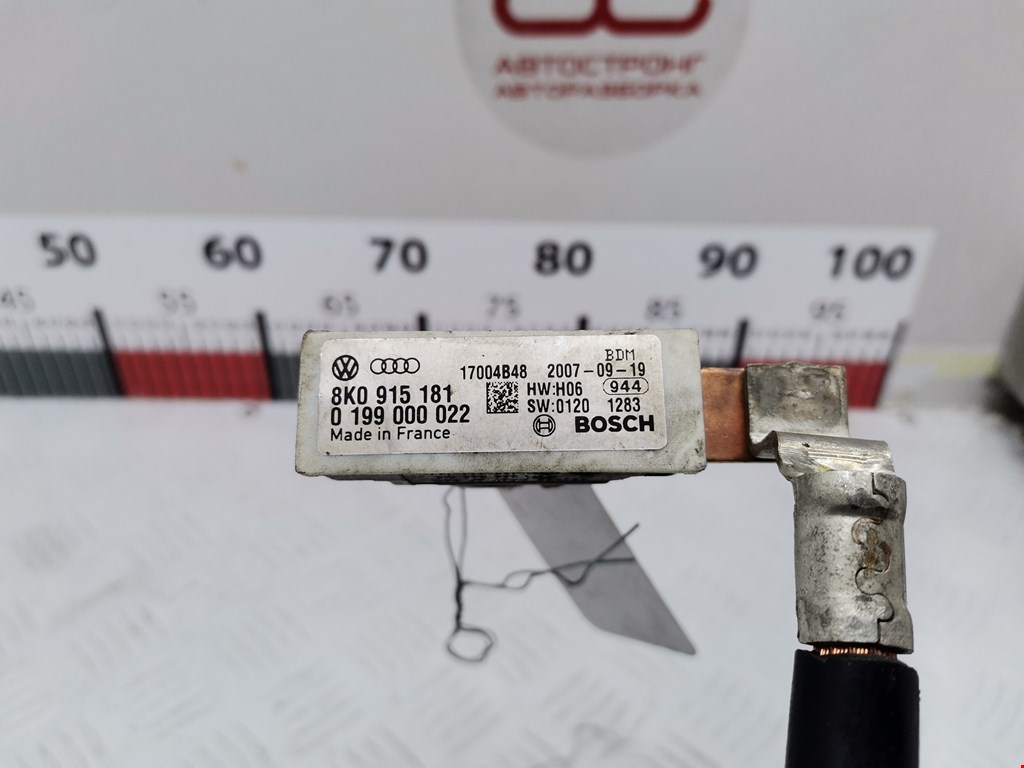 АВТОСТРОНГ
АВТОРАЗБОРКА
50 60 70 80 90 100
45 55 65 75 85 95
BDM
17004B48 2007-09-19
8K0 915 181 HW:H06 944
0 199 000 022 SW:0120 1283
Made in France BOSCH